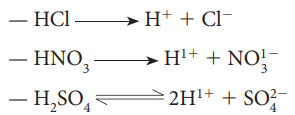 — HCl ⟶ H⁺ + Cl⁻
— HNO₃ ⟶ H¹⁺ + NO₃¹⁻
— H₂SO₄ ⇌ 2H¹⁺ + SO₄²⁻